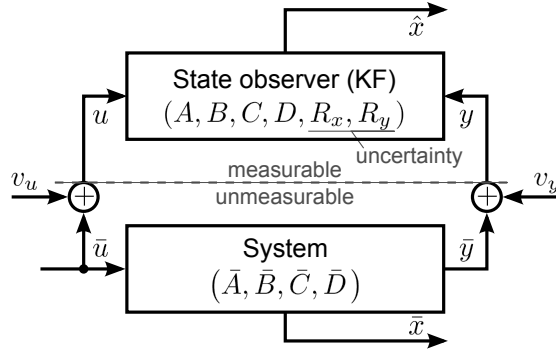 x̂
State observer (KF)
(A, B, C, D, R_x, R_y)
u
y
uncertainty
measurable
unmeasurable
v_u
+
+
v_y
ū
ȳ
System
(Ā, B̄, C̄, D̄)
x̄